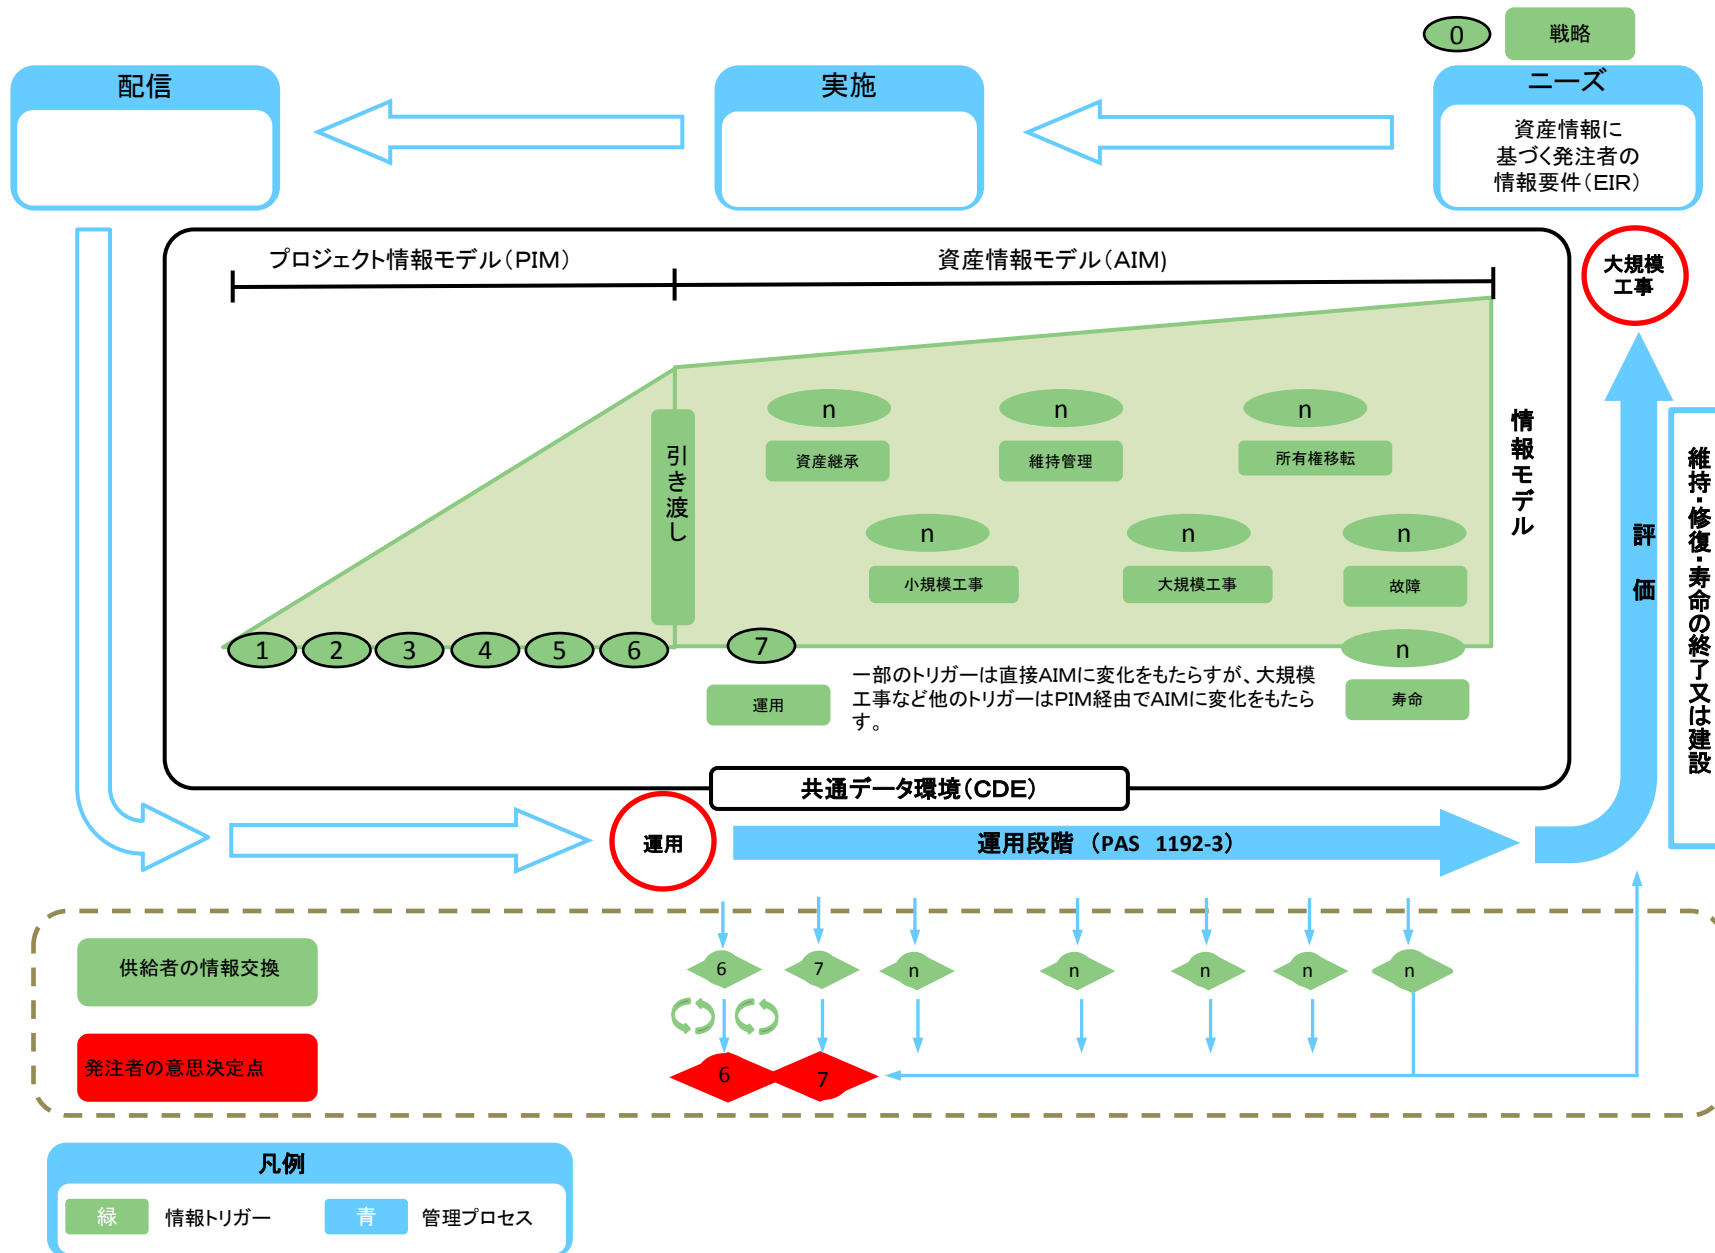 0
戦略
配信
実施
ニーズ
資産情報に
基づく発注者の
情報要件(EIR)
プロジェクト情報モデル(PIM)
資産情報モデル(AIM)
大規模
工事
n
n
n
資産継承
維持管理
所有権移転
引き渡し
情報モデル
n
n
n
小規模工事
大規模工事
故障
評価
維持・修復・寿命の終了又は建設
1
2
3
4
5
6
7
n
運用
一部のトリガーは直接AIMに変化をもたらすが、大規模
工事など他のトリガーはPIM経由でAIMに変化をもたら
す。
寿命
共通データ環境(CDE)
運用
運用段階 (PAS 1192-3)
供給者の情報交換
6
7
n
n
n
n
n
発注者の意思決定点
6
7
凡例
緑
情報トリガー
青
管理プロセス